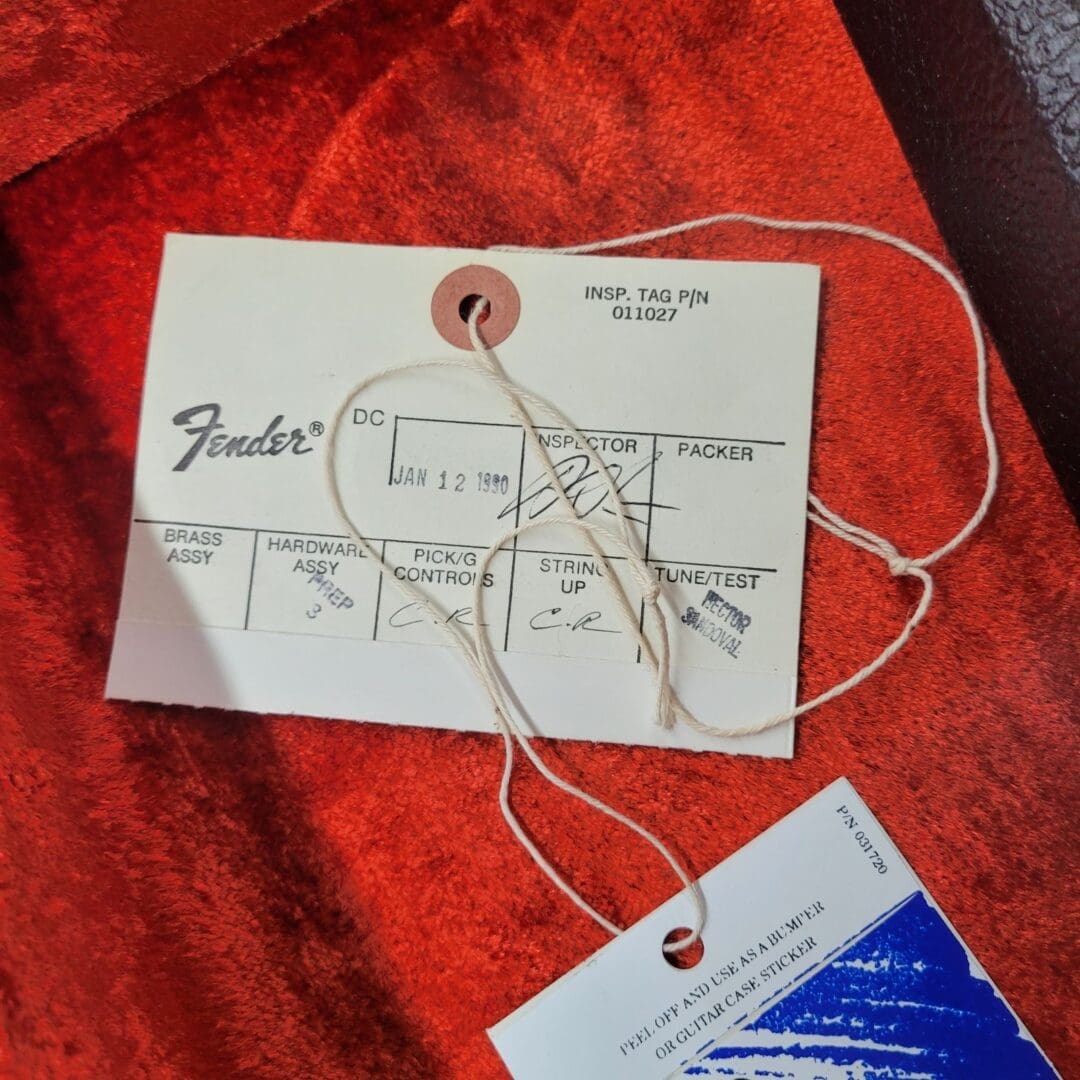 INSP. TAG P/N
011027
Fender®
DC
JAN 12 1990
INSPECTOR
PACKER
BRASS
ASSY
HARDWARE
ASSY
PREP
3
PICK/G
CONTROLS
C.R
STRING
UP
C.R
TUNE/TEST
HECTOR
SANDOVAL
P/N 031720
PEEL OFF AND USE AS A BUMPER
OR GUITAR CASE STICKER